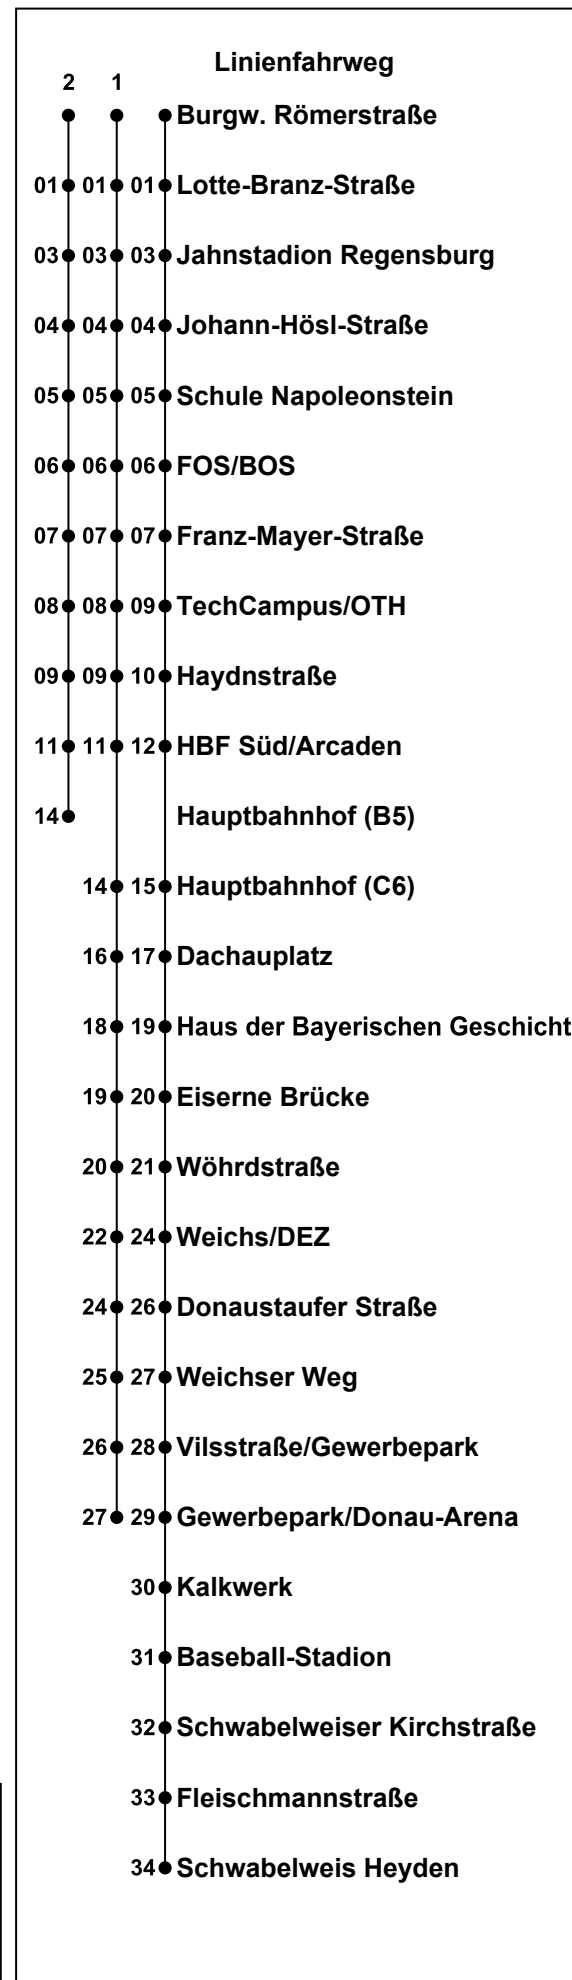 Linienfahrweg
2 1
Burgw. Römerstraße
01 01 01 Lotte-Branz-Straße
03 03 03 Jahnstadion Regensburg
04 04 04 Johann-Hösl-Straße
05 05 05 Schule Napoleonstein
06 06 06 FOS/BOS
07 07 07 Franz-Mayer-Straße
08 08 09 TechCampus/OTH
09 09 10 Haydnstraße
11 11 12 HBF Süd/Arcaden
14 Hauptbahnhof (B5)
14 15 Hauptbahnhof (C6)
16 17 Dachauplatz
18 19 Haus der Bayerischen Geschicht
19 20 Eiserne Brücke
20 21 Wöhrdstraße
22 24 Weichs/DEZ
24 26 Donaustaufer Straße
25 27 Weichser Weg
26 28 Vilsstraße/Gewerbepark
27 29 Gewerbepark/Donau-Arena
30 Kalkwerk
31 Baseball-Stadion
32 Schwabelweiser Kirchstraße
33 Fleischmannstraße
34 Schwabelweis Heyden